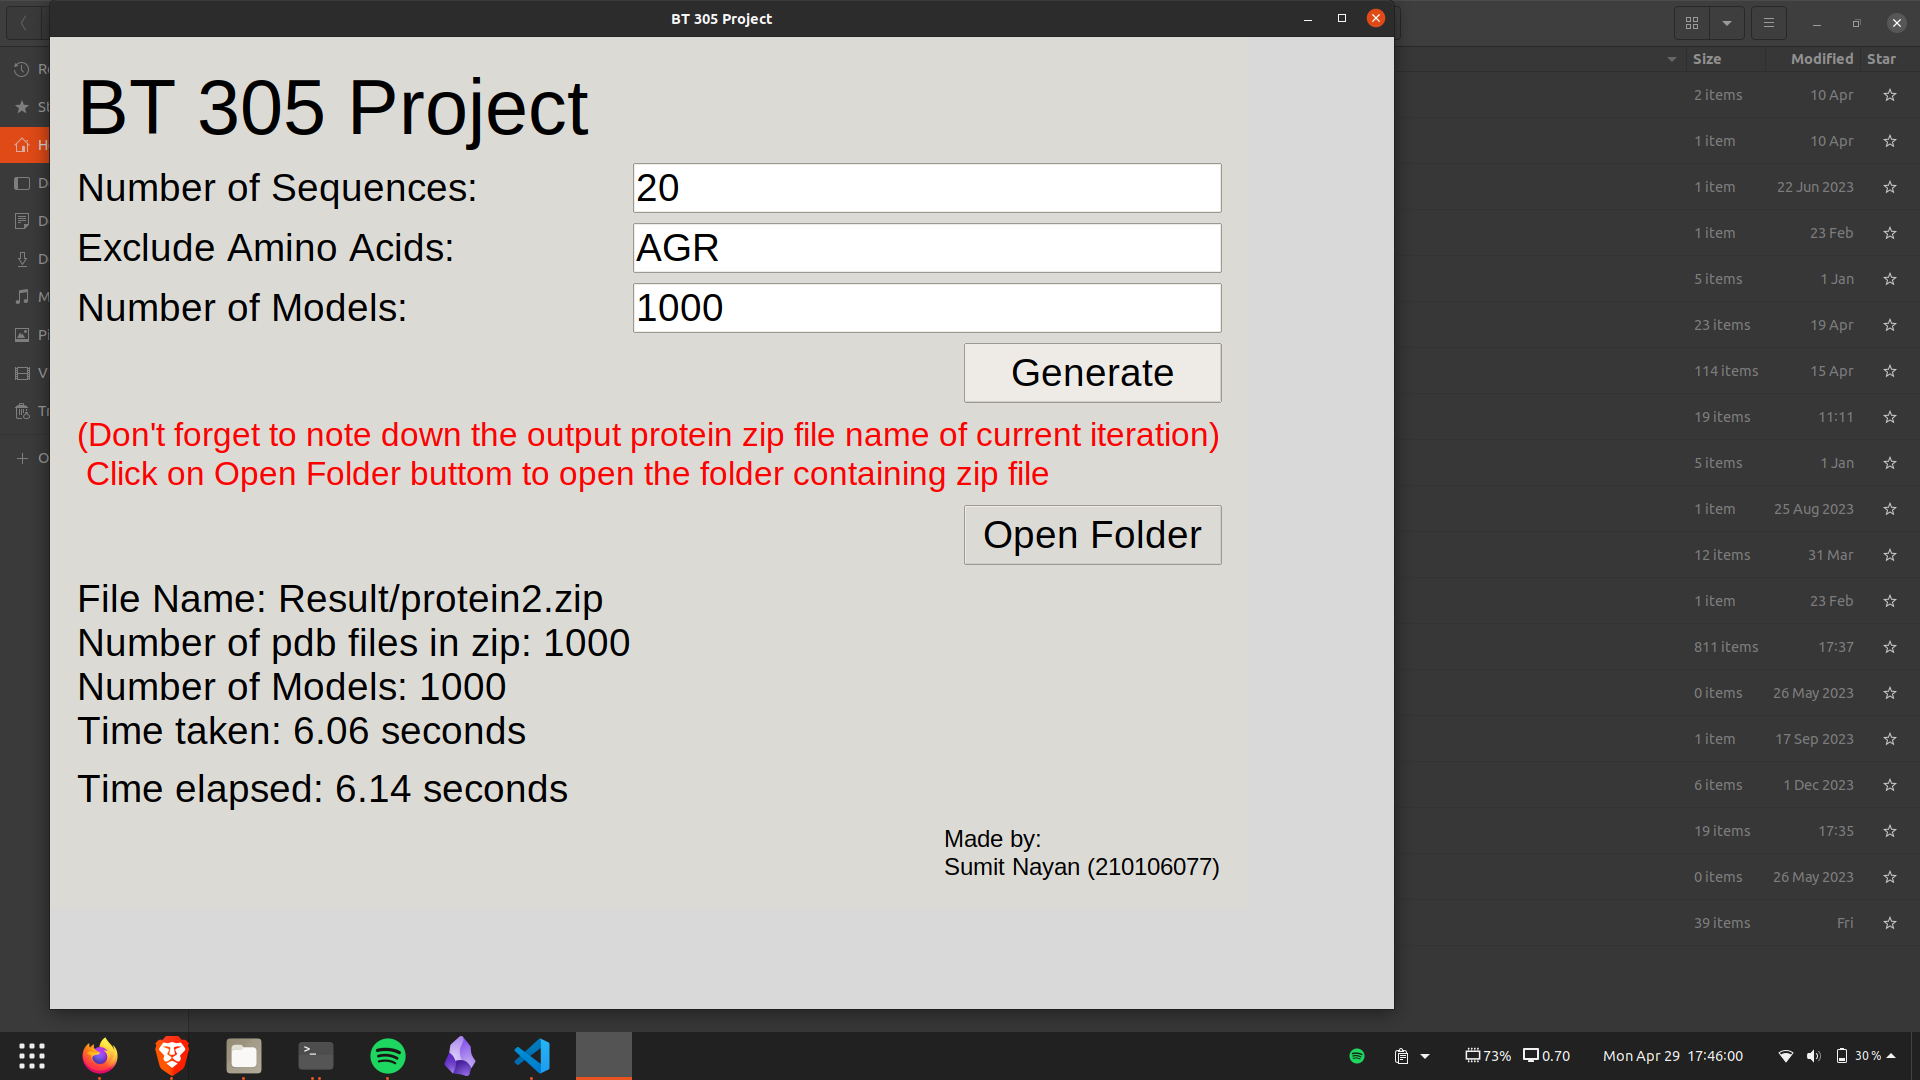 BT 305 Project
BT 305 Project
Number of Sequences: 20
Exclude Amino Acids: AGR
Number of Models: 1000
Generate
(Don't forget to note down the output protein zip file name of current iteration)
Click on Open Folder buttom to open the folder containing zip file
Open Folder
File Name: Result/protein2.zip
Number of pdb files in zip: 1000
Number of Models: 1000
Time taken: 6.06 seconds
Time elapsed: 6.14 seconds
Made by:
Sumit Nayan (210106077)
Size Modified Star
2 items 10 Apr
1 item 10 Apr
1 item 22 Jun 2023
1 item 23 Feb
5 items 1 Jan
23 items 19 Apr
114 items 15 Apr
19 items 11:11
5 items 1 Jan
1 item 25 Aug 2023
12 items 31 Mar
1 item 23 Feb
811 items 17:37
0 items 26 May 2023
1 item 17 Sep 2023
6 items 1 Dec 2023
19 items 17:35
0 items 26 May 2023
39 items Fri
73% 0.70 Mon Apr 29 17:46:00 30%